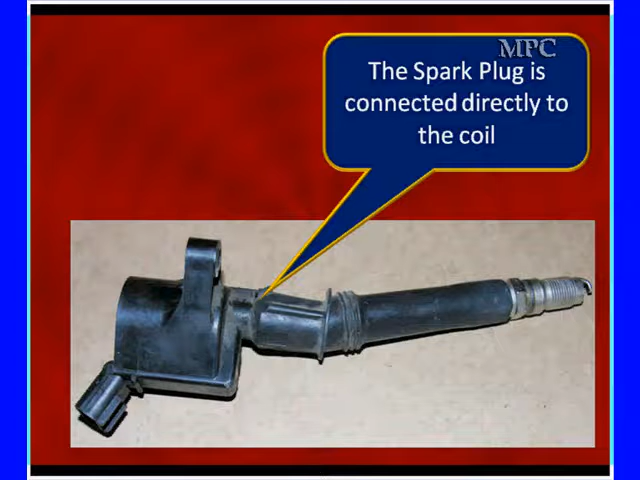 MPC
The Spark Plug is
connected directly to
the coil